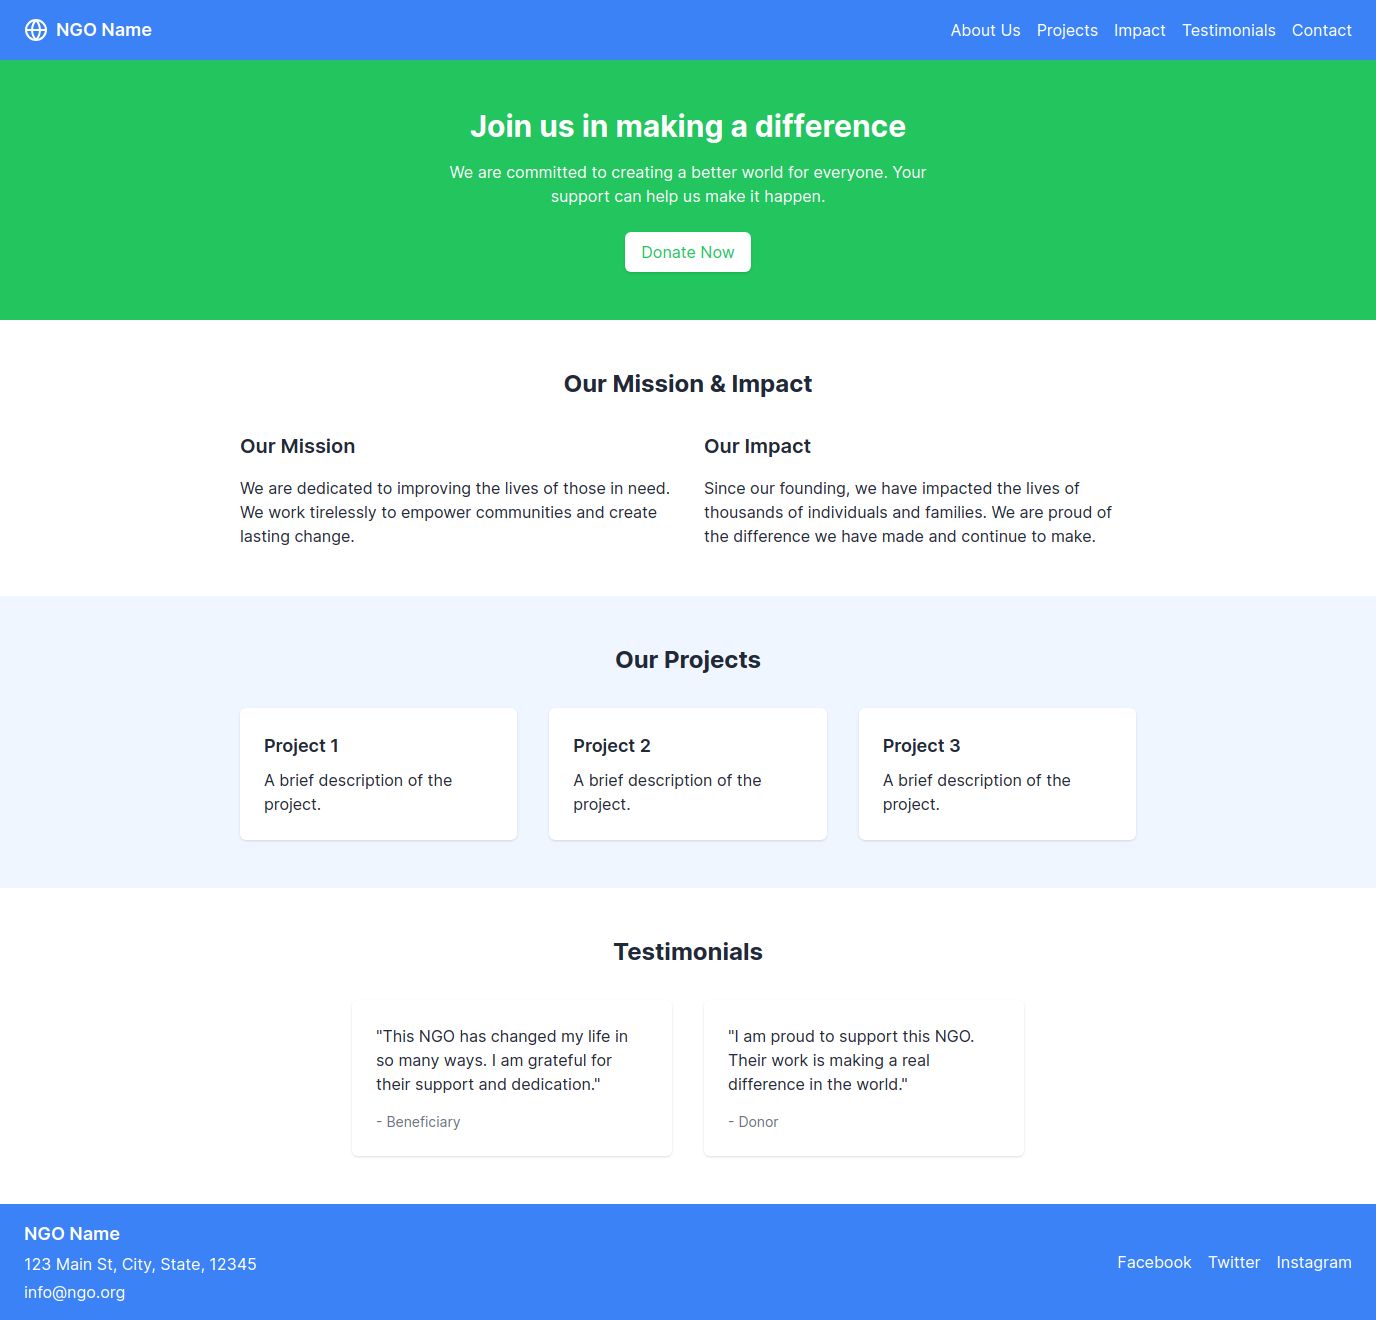 NGO Name
About Us Projects Impact Testimonials Contact
Join us in making a difference
We are committed to creating a better world for everyone. Your
support can help us make it happen.
Donate Now
Our Mission & Impact
Our Mission
We are dedicated to improving the lives of those in need.
We work tirelessly to empower communities and create
lasting change.
Our Impact
Since our founding, we have impacted the lives of
thousands of individuals and families. We are proud of
the difference we have made and continue to make.
Our Projects
Project 1
A brief description of the
project.
Project 2
A brief description of the
project.
Project 3
A brief description of the
project.
Testimonials
"This NGO has changed my life in
so many ways. I am grateful for
their support and dedication."
- Beneficiary
"I am proud to support this NGO.
Their work is making a real
difference in the world."
- Donor
NGO Name
123 Main St, City, State, 12345
info@ngo.org
Facebook Twitter Instagram